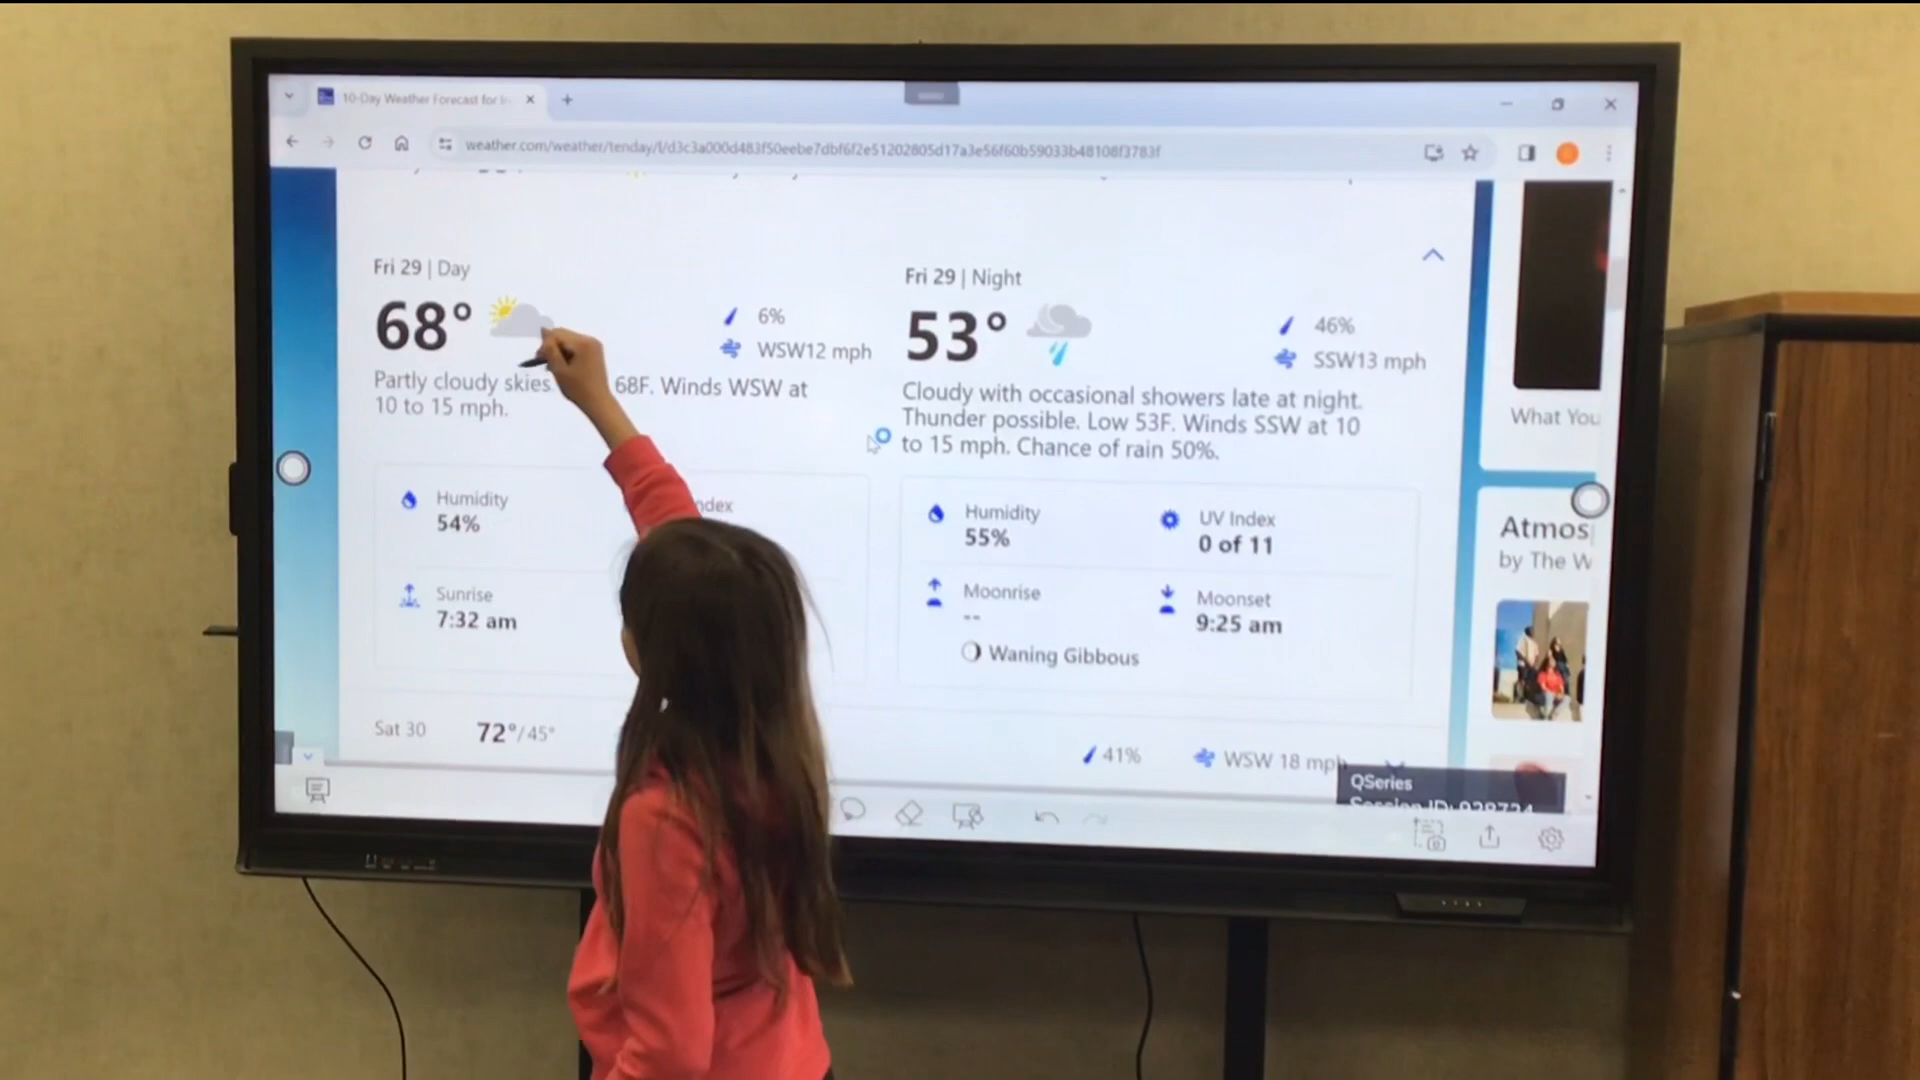 10-Day Weather Forecast for
weather.com/weather/tenday/l/d3c3a000d483f50eebe7dbf6f2e51202805d17a3e56f60b59033b48108f3783f
Fri 29 | Day
68°
6%
WSW12 mph
Partly cloudy skies 68F. Winds WSW at
10 to 15 mph.
Humidity
54%
ndex
Sunrise
7:32 am
Fri 29 | Night
53°
46%
SSW13 mph
Cloudy with occasional showers late at night.
Thunder possible. Low 53F. Winds SSW at 10
to 15 mph. Chance of rain 50%.
Humidity
55%
UV Index
0 of 11
Moonrise
--
Moonset
9:25 am
Waning Gibbous
Sat 30 72°/45° 41% WSW 18 mph
What You
Atmos
by The W
QSeries
Session ID: 929724